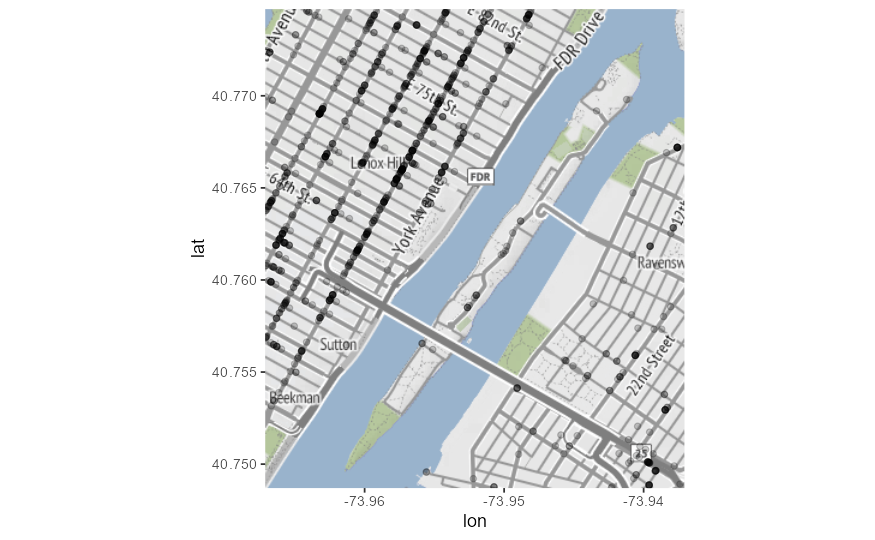 E 82nd St.
FDR Drive
40.770
E 75th St.
Lenox Hill
FDR
40.765
E 64th St.
York Avenue
12th
lat
Ravensw
40.760
Sutton
40.755
22nd Street
Beekman
25
40.750
-73.96
-73.95
-73.94
lon